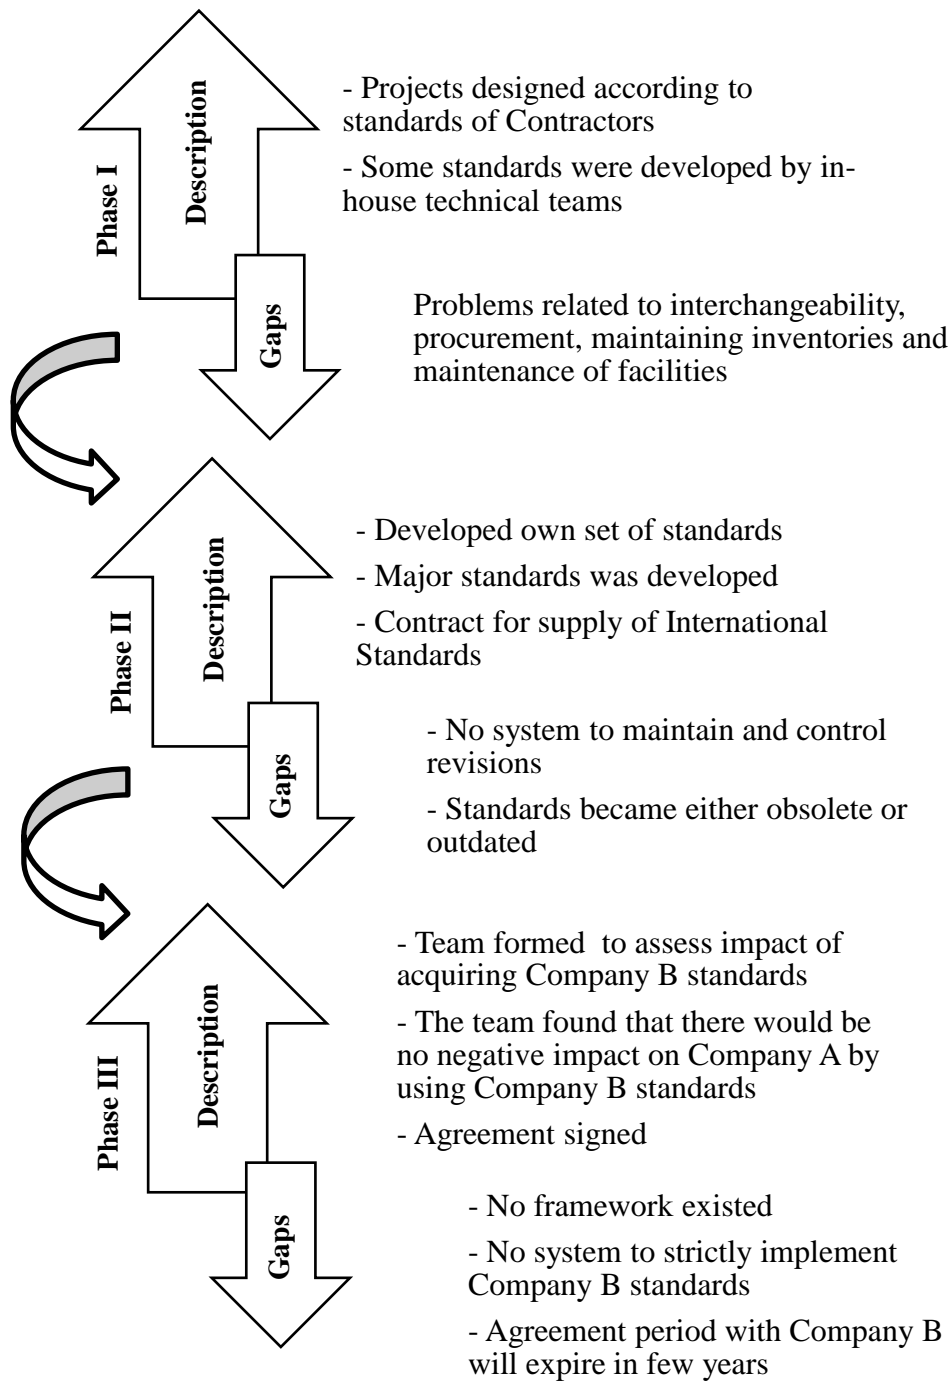 Phase I
Description
- Projects designed according to
standards of Contractors
- Some standards were developed by in-
house technical teams
Gaps
Problems related to interchangeability,
procurement, maintaining inventories and
maintenance of facilities
Phase II
Description
- Developed own set of standards
- Major standards was developed
- Contract for supply of International
Standards
Gaps
- No system to maintain and control
revisions
- Standards became either obsolete or
outdated
Phase III
Description
- Team formed  to assess impact of
acquiring Company B standards
- The team found that there would be
no negative impact on Company A by
using Company B standards
- Agreement signed
Gaps
- No framework existed
- No system to strictly implement
Company B standards
- Agreement period with Company B
will expire in few years